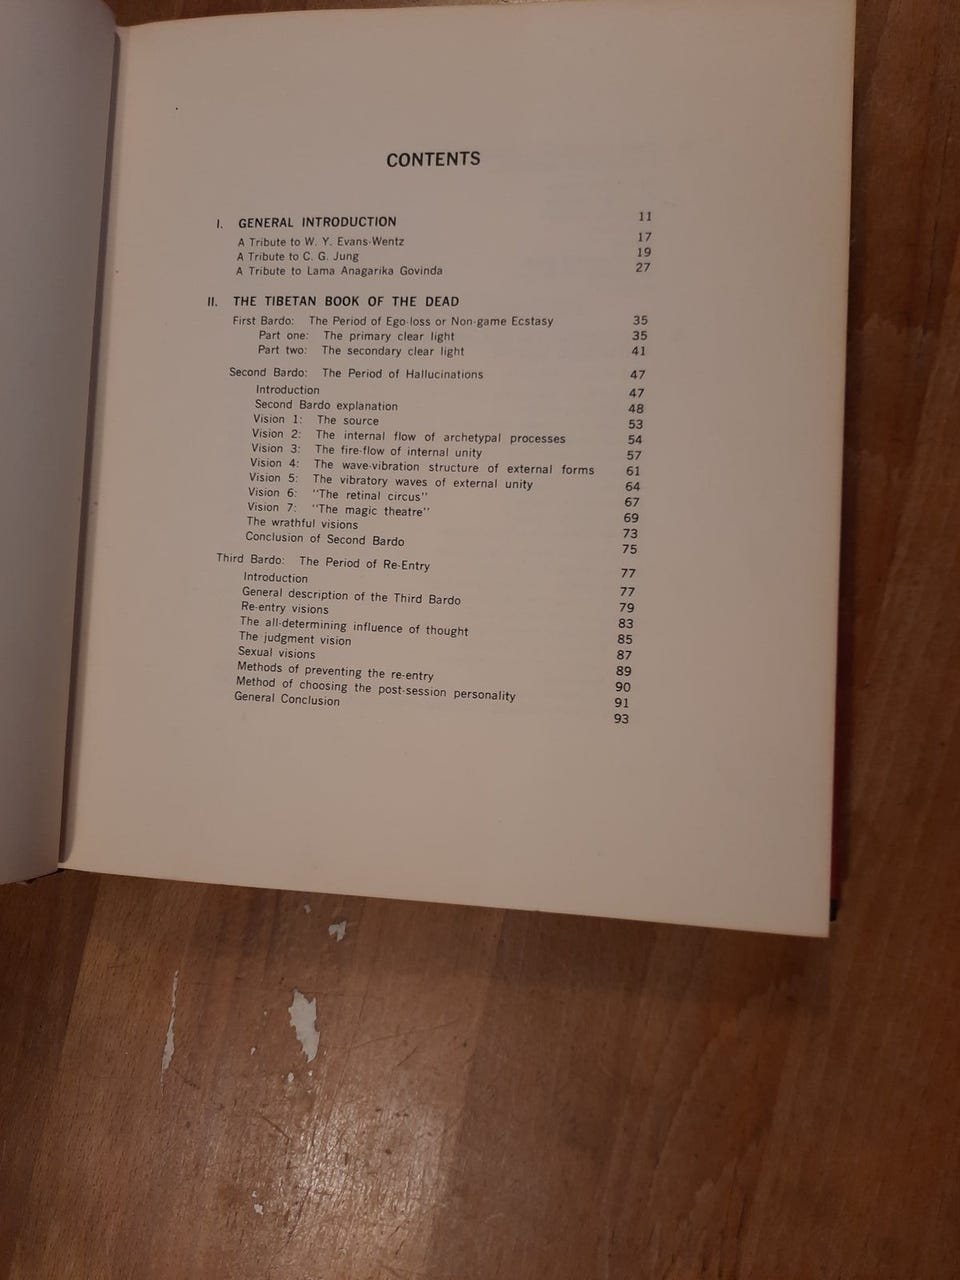 CONTENTS
I. GENERAL INTRODUCTION 11
A Tribute to W. Y. Evans-Wentz 17
A Tribute to C. G. Jung 19
A Tribute to Lama Anagarika Govinda 27
II. THE TIBETAN BOOK OF THE DEAD
First Bardo: The Period of Ego-loss or Non-game Ecstasy 35
Part one: The primary clear light 35
Part two: The secondary clear light 41
Second Bardo: The Period of Hallucinations 47
Introduction 47
Second Bardo explanation 48
Vision 1: The source 53
Vision 2: The internal flow of archetypal processes 54
Vision 3: The fire-flow of internal unity 57
Vision 4: The wave-vibration structure of external forms 61
Vision 5: The vibratory waves of external unity 64
Vision 6: "The retinal circus" 67
Vision 7: "The magic theatre" 69
The wrathful visions 73
Conclusion of Second Bardo 75
Third Bardo: The Period of Re-Entry 77
Introduction 77
General description of the Third Bardo 79
Re-entry visions 83
The all-determining influence of thought 85
The judgment vision 87
Sexual visions 89
Methods of preventing the re-entry 90
Method of choosing the post-session personality 91
General Conclusion 93